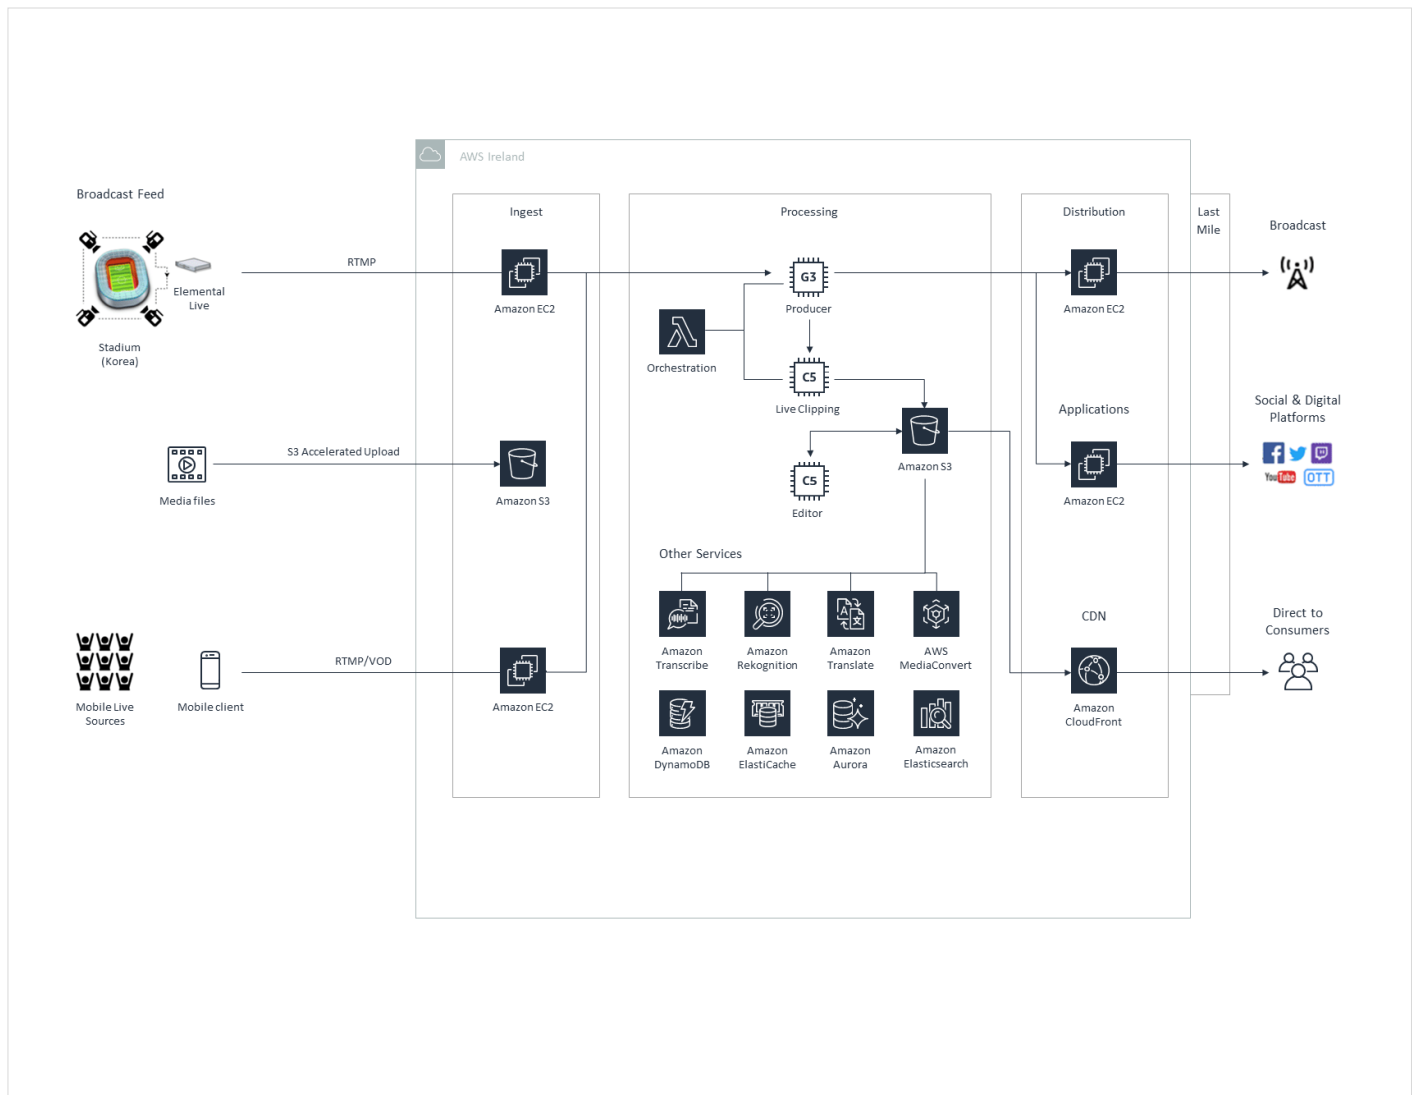 AWS Ireland
Broadcast Feed
Elemental
Live
Stadium
(Korea)
RTMP
Media files
S3 Accelerated Upload
Mobile Live
Sources
Mobile client
RTMP/VOD
Ingest
Amazon EC2
Amazon S3
Amazon EC2
Processing
G3
Producer
Orchestration
C5
Live Clipping
Amazon S3
C5
Editor
Other Services
Amazon
Transcribe
Amazon
Rekognition
Amazon
Translate
AWS
MediaConvert
Amazon
DynamoDB
Amazon
ElastiCache
Amazon
Aurora
Amazon
Elasticsearch
Distribution
Amazon EC2
Applications
Amazon EC2
CDN
Amazon
CloudFront
Last
Mile
Broadcast
Social & Digital
Platforms
YouTube
OTT
Direct to
Consumers